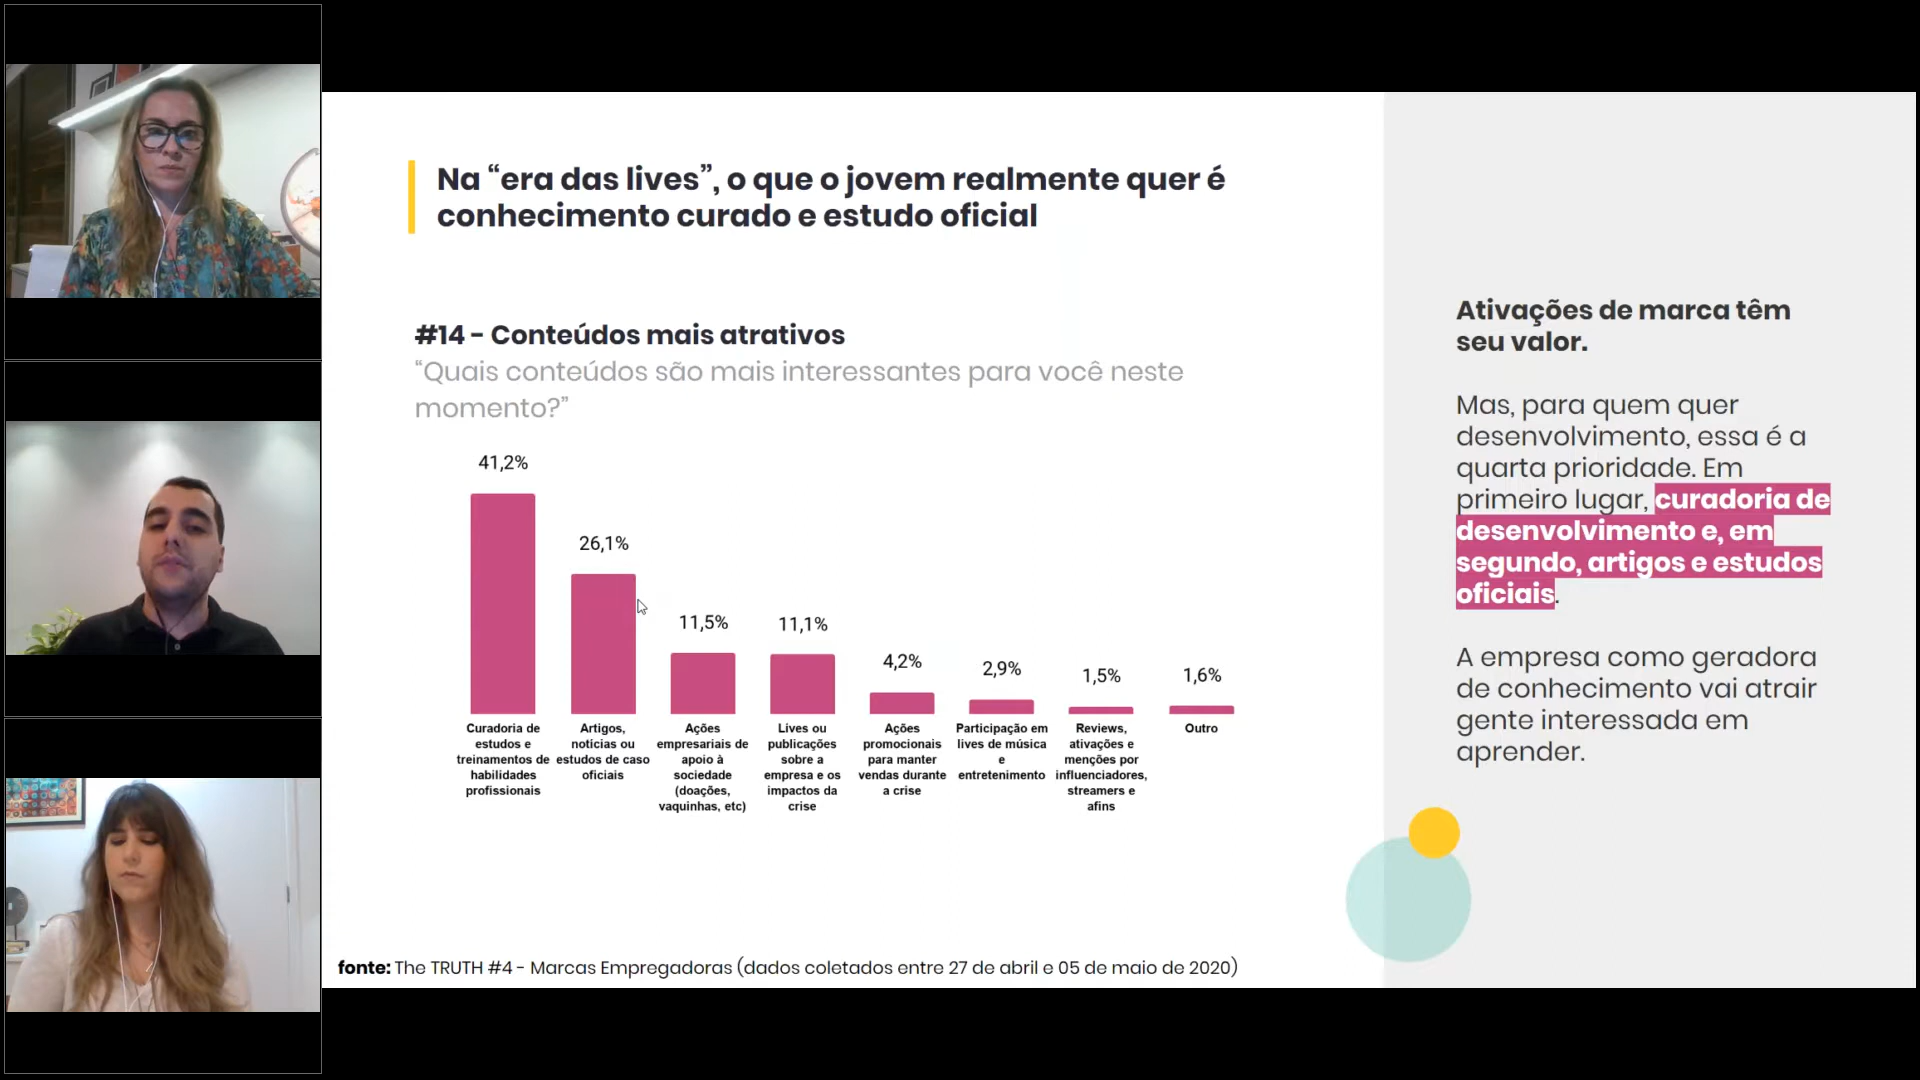 Na “era das lives”, o que o jovem realmente quer é
conhecimento curado e estudo oficial
#14 - Conteúdos mais atrativos
“Quais conteúdos são mais interessantes para você neste
momento?”
41,2%
26,1%
11,5%
11,1%
4,2%
2,9%
1,5%
1,6%
Curadoria de
estudos e
treinamentos de
habilidades
profissionais
Artigos,
notícias ou
estudos de caso
oficiais
Ações
empresariais de
apoio à
sociedade
(doações,
vaquinhas, etc)
Lives ou
publicações
sobre a
empresa e os
impactos da
crise
Ações
promocionais
para manter
vendas durante
a crise
Participação em
lives de música
e
entretenimento
Reviews,
ativações e
menções por
influenciadores,
streamers e
afins
Outro
Ativações de marca têm
seu valor.
Mas, para quem quer
desenvolvimento, essa é a
quarta prioridade. Em
primeiro lugar, curadoria de
desenvolvimento e, em
segundo, artigos e estudos
oficiais.
A empresa como geradora
de conhecimento vai atrair
gente interessada em
aprender.
fonte: The TRUTH #4 - Marcas Empregadoras (dados coletados entre 27 de abril e 05 de maio de 2020)